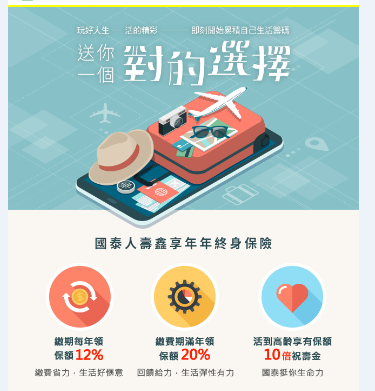 玩好人生 活的精彩 即刻開始累積自己生活籌碼
送你
一個
對的選擇
國泰人壽鑫享年年終身保險
繳期每年領
保額12%
繳費期滿年領
保額 20%
活到高齡享有保額
10倍祝壽金
繳費省力,生活好愜意
回饋給力,生活彈性有力
國泰挺你生命力